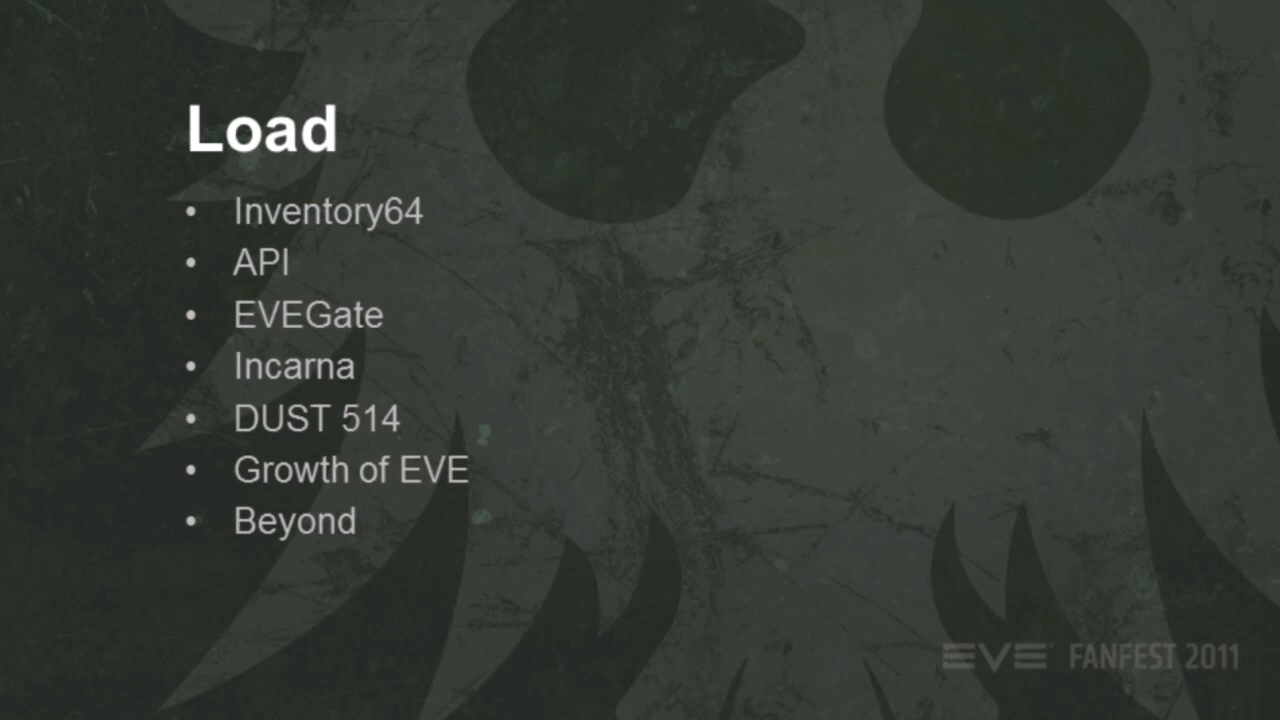 Load
• Inventory64
• API
• EVEGate
• Incarna
• DUST 514
• Growth of EVE
• Beyond
EVE FANFEST 2011